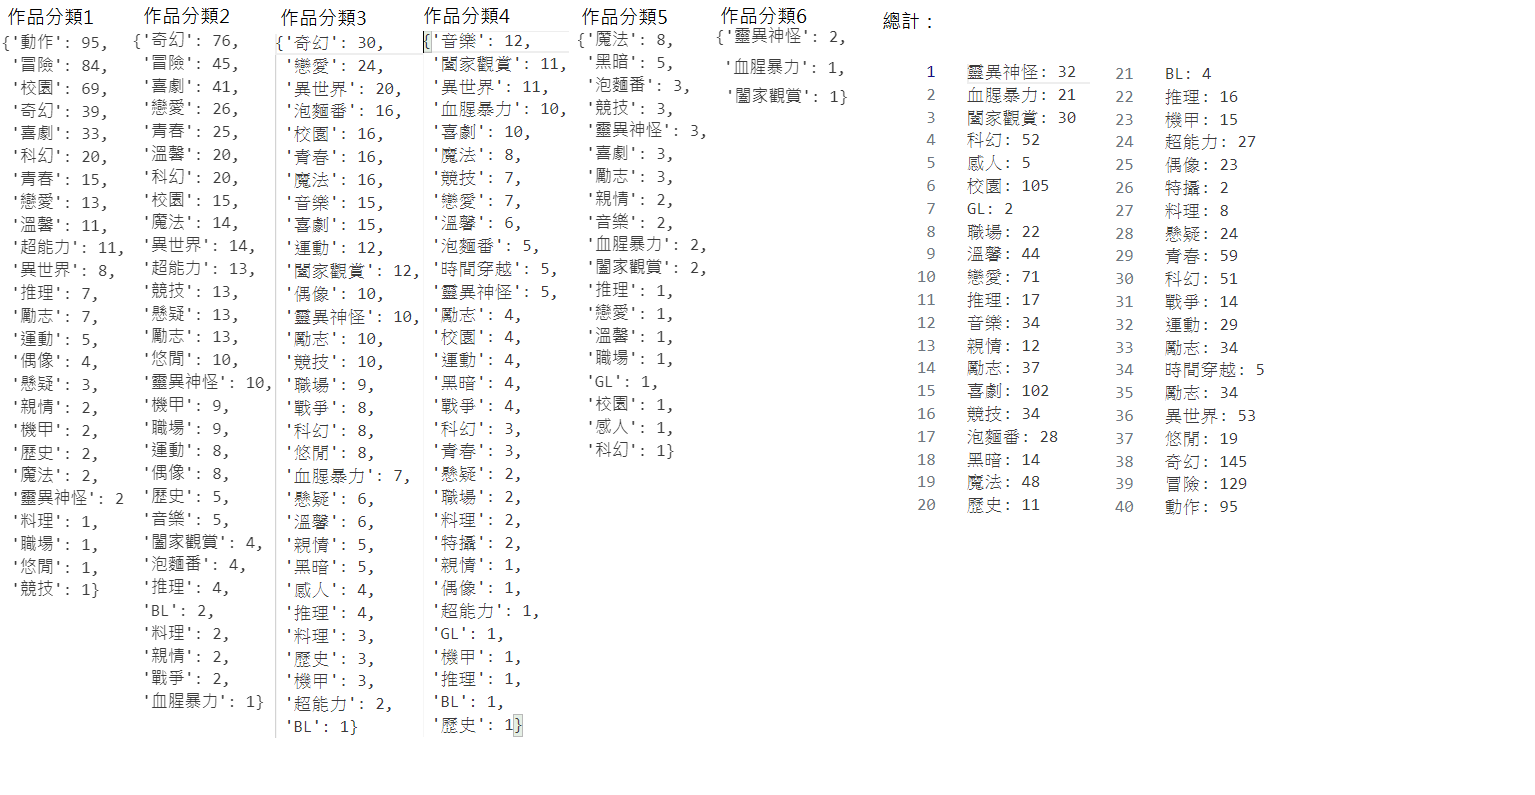 作品分類1
{'動作': 95,
'冒險': 84,
'校園': 69,
'奇幻': 39,
'喜劇': 33,
'科幻': 20,
'青春': 15,
'戀愛': 13,
'溫馨': 11,
'超能力': 11,
'異世界': 8,
'推理': 7,
'勵志': 7,
'運動': 5,
'偶像': 4,
'懸疑': 3,
'親情': 2,
'機甲': 2,
'歷史': 2,
'魔法': 2,
'靈異神怪': 2
'料理': 1,
'職場': 1,
'悠閒': 1,
'競技': 1}
作品分類2
{'奇幻': 76,
'冒險': 45,
'喜劇': 41,
'戀愛': 26,
'青春': 25,
'溫馨': 20,
'科幻': 20,
'校園': 15,
'魔法': 14,
'異世界': 14,
'超能力': 13,
'競技': 13,
'懸疑': 13,
'勵志': 13,
'悠閒': 10,
'靈異神怪': 10,
'機甲': 9,
'職場': 9,
'運動': 8,
'偶像': 8,
'歷史': 5,
'音樂': 5,
'闔家觀賞': 4,
'泡麵番': 4,
'推理': 4,
'BL': 2,
'料理': 2,
'親情': 2,
'戰爭': 2,
'血腥暴力': 1}
作品分類3
{'奇幻': 30,
'戀愛': 24,
'異世界': 20,
'泡麵番': 16,
'校園': 16,
'青春': 16,
'魔法': 16,
'音樂': 15,
'喜劇': 15,
'運動': 12,
'闔家觀賞': 12,
'偶像': 10,
'靈異神怪': 10,
'勵志': 10,
'競技': 10,
'職場': 9,
'戰爭': 8,
'科幻': 8,
'悠閒': 8,
'血腥暴力': 7,
'懸疑': 6,
'溫馨': 6,
'親情': 5,
'黑暗': 5,
'感人': 4,
'推理': 4,
'料理': 3,
'歷史': 3,
'機甲': 3,
'超能力': 2,
'BL': 1}
作品分類4
{'音樂': 12,
'闔家觀賞': 11,
'異世界': 11,
'血腥暴力': 10,
'喜劇': 10,
'魔法': 8,
'競技': 7,
'戀愛': 7,
'溫馨': 6,
'泡麵番': 5,
'時間穿越': 5,
'靈異神怪': 5,
'勵志': 4,
'校園': 4,
'運動': 4,
'黑暗': 4,
'戰爭': 4,
'科幻': 3,
'青春': 3,
'懸疑': 2,
'職場': 2,
'料理': 2,
'特攝': 2,
'親情': 1,
'偶像': 1,
'超能力': 1,
'GL': 1,
'機甲': 1,
'推理': 1,
'BL': 1,
'歷史': 1}
作品分類5
{'魔法': 8,
'黑暗': 5,
'泡麵番': 3,
'競技': 3,
'靈異神怪': 3,
'喜劇': 3,
'勵志': 3,
'親情': 2,
'音樂': 2,
'血腥暴力': 2,
'闔家觀賞': 2,
'推理': 1,
'戀愛': 1,
'溫馨': 1,
'職場': 1,
'GL': 1,
'校園': 1,
'感人': 1,
'科幻': 1}
作品分類6
{'靈異神怪': 2,
'血腥暴力': 1,
'闔家觀賞': 1}
總計：
1 靈異神怪: 32
2 血腥暴力: 21
3 闔家觀賞: 30
4 科幻: 52
5 感人: 5
6 校園: 105
7 GL: 2
8 職場: 22
9 溫馨: 44
10 戀愛: 71
11 推理: 17
12 音樂: 34
13 親情: 12
14 勵志: 37
15 喜劇: 102
16 競技: 34
17 泡麵番: 28
18 黑暗: 14
19 魔法: 48
20 歷史: 11
21 BL: 4
22 推理: 16
23 機甲: 15
24 超能力: 27
25 偶像: 23
26 特攝: 2
27 料理: 8
28 懸疑: 24
29 青春: 59
30 科幻: 51
31 戰爭: 14
32 運動: 29
33 勵志: 34
34 時間穿越: 5
35 勵志: 34
36 異世界: 53
37 悠閒: 19
38 奇幻: 145
39 冒險: 129
40 動作: 95